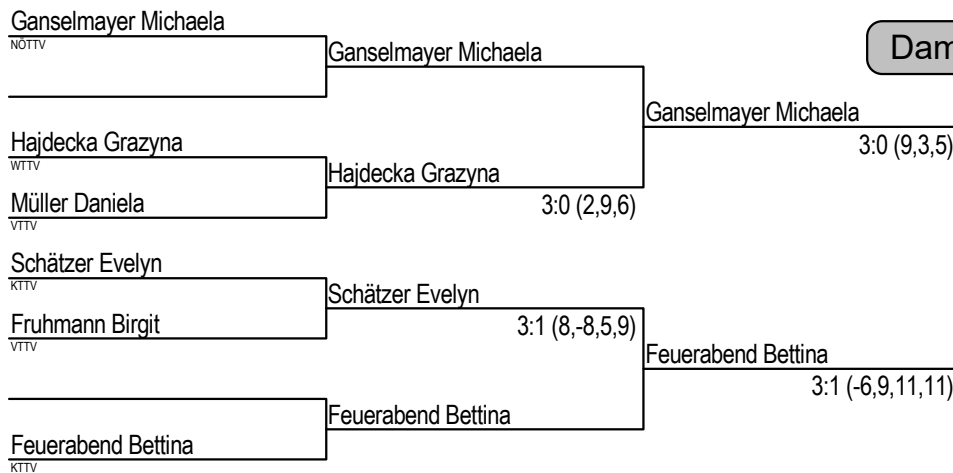 Ganselmayer Michaela
NÖTTV
Ganselmayer Michaela
Dam
Ganselmayer Michaela
3:0 (9,3,5)
Hajdecka Grazyna
WTTV
Hajdecka Grazyna
3:0 (2,9,6)
Müller Daniela
VTTV
Schätzer Evelyn
KTTV
Schätzer Evelyn
3:1 (8,-8,5,9)
Fruhmann Birgit
VTTV
Feuerabend Bettina
3:1 (-6,9,11,11)
Feuerabend Bettina
Feuerabend Bettina
KTTV